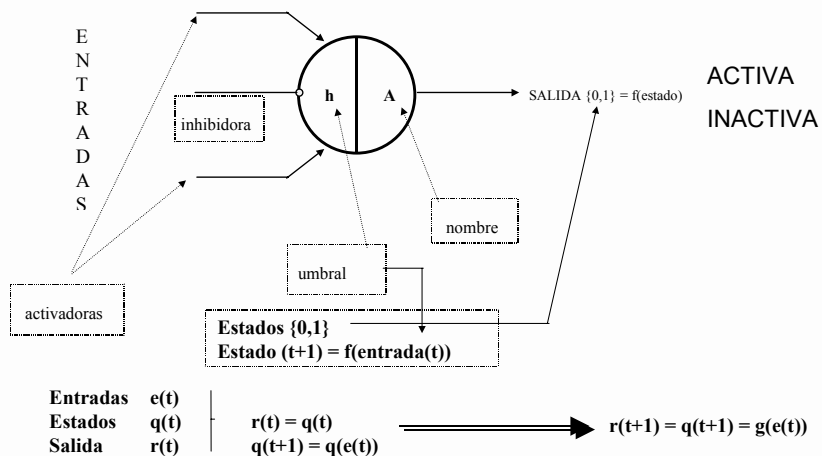 ENTRADAS
h
A
SALIDA {0,1} = f(estado)
ACTIVA
INACTIVA
inhibidora
nombre
umbral
activadoras
Estados {0,1}
Estado (t+1) = f(entrada(t))
Entradas e(t)
Estados q(t)
Salida r(t)
r(t) = q(t)
q(t+1) = q(e(t))
r(t+1) = q(t+1) = g(e(t))